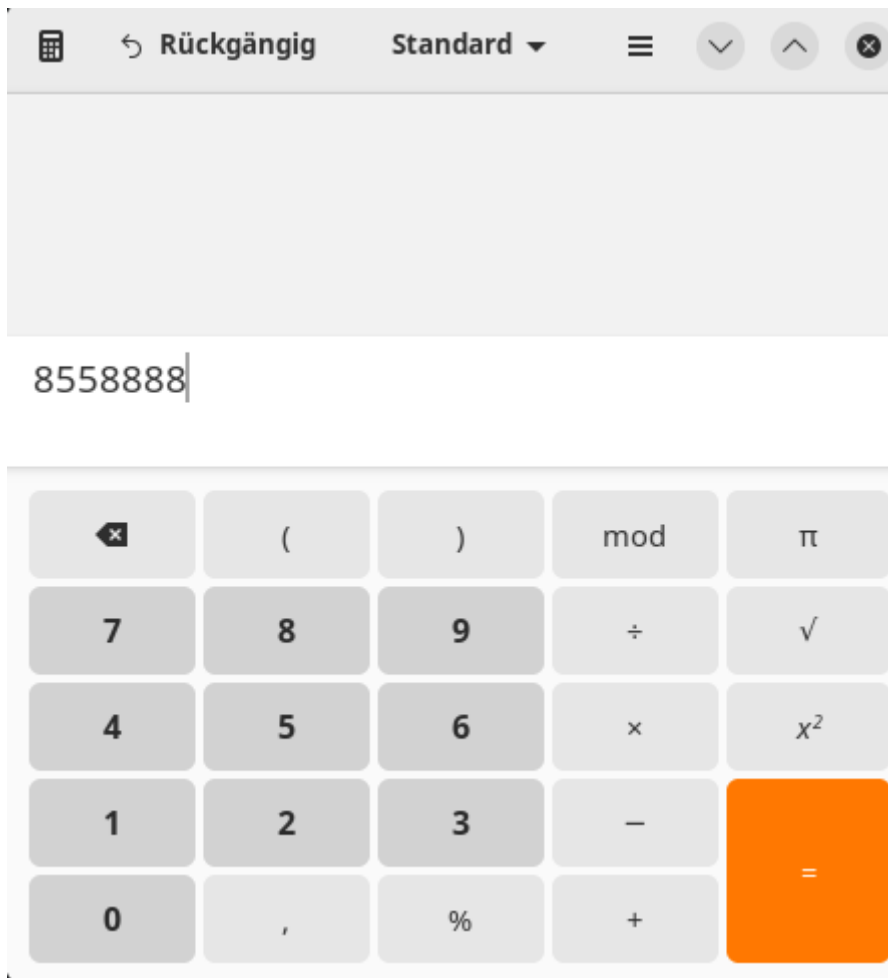 Rückgängig Standard
8558888
( ) mod π
7 8 9 ÷ √
4 5 6 × x²
1 2 3 −
0 , % + =